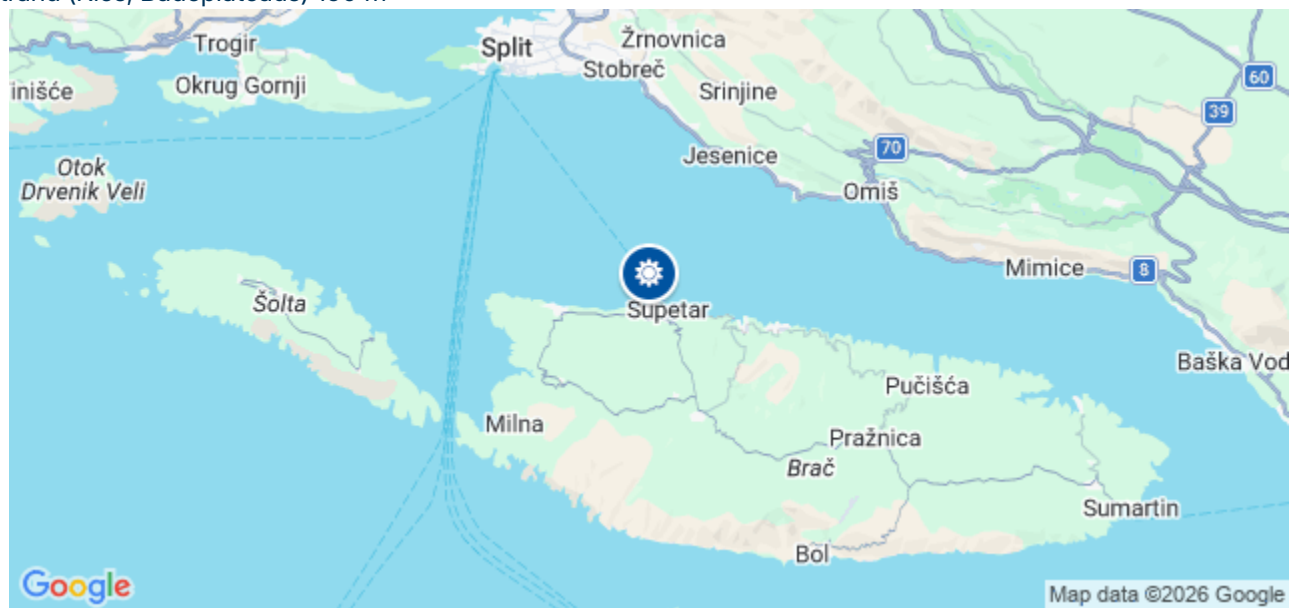 Trogir
Split
Žrnovnica
Stobreč
60
inišće
Okrug Gornji
Srinjine
39
Jesenice
70
Otok
Drvenik Veli
Omiš
Mimice
8
Šolta
Supetar
Baška Vod
Pučišća
Milna
Pražnica
Brač
Sumartin
Bol
Google
Map data ©2026 Google